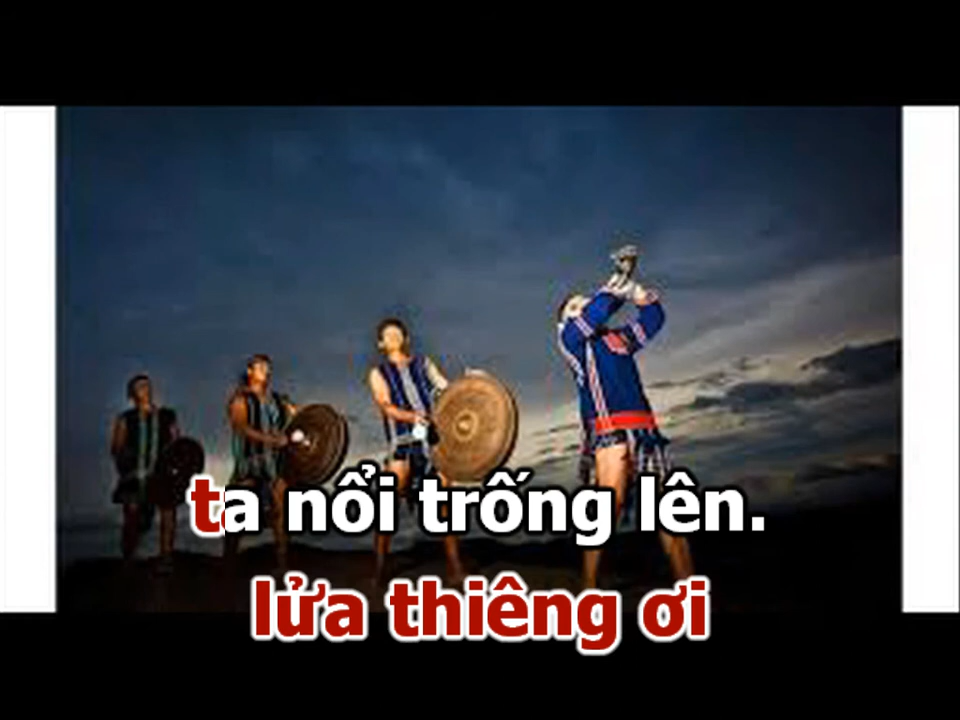 ta nổi trống lên.
lửa thiêng ơi